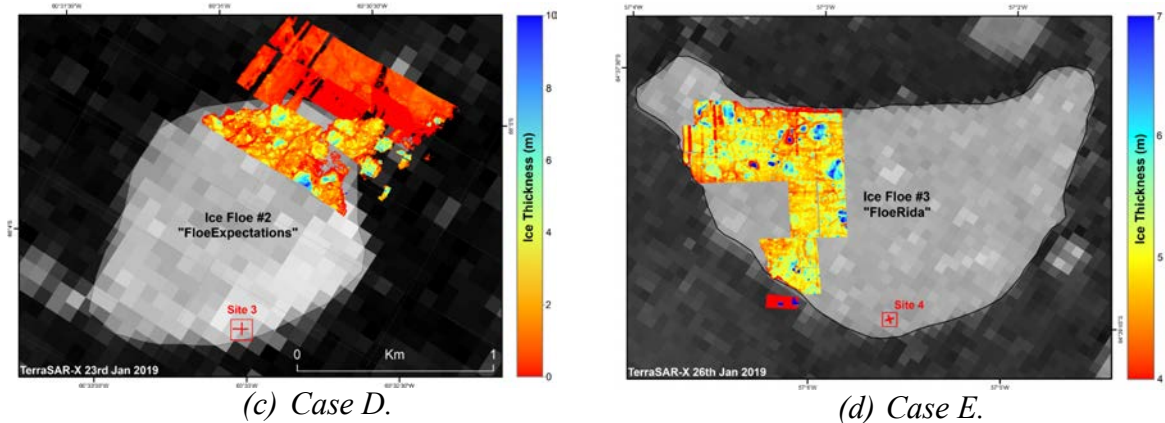 10
8
6
4
2
0
Ice Thickness (m)
Ice Floe #2
"FloeExpectations"
Site 3
0 Km 1
TerraSAR-X 23rd Jan 2019
(c) Case D.
7
6
5
4
Ice Thickness (m)
Ice Floe #3
"FloeRida"
Site 4
TerraSAR-X 26th Jan 2019
(d) Case E.